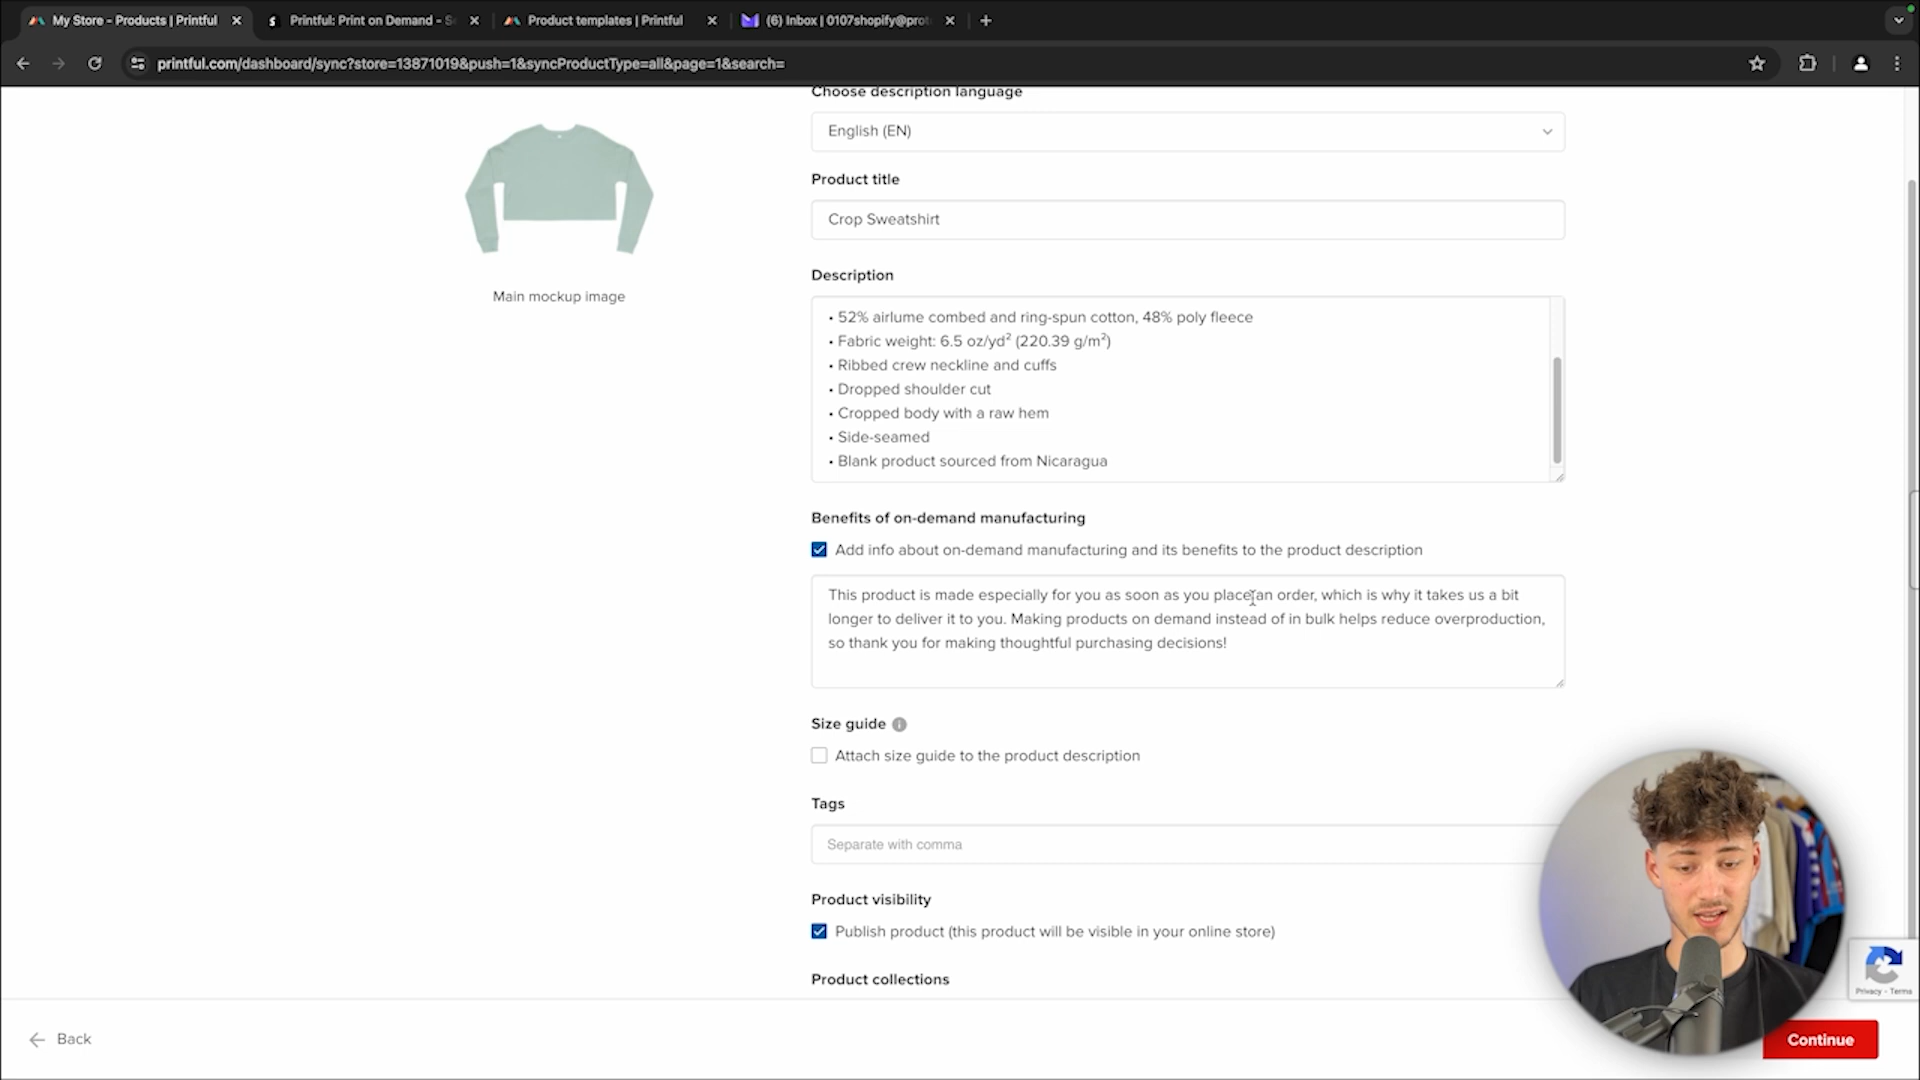 My Store - Products | Printful
Printful: Print on Demand - S
Product templates | Printful
(6) Inbox | 0107shopify@prot
printful.com/dashboard/sync?store=13871019&push=1&syncProductType=all&page=1&search=
Choose description language
English (EN)
Product title
Crop Sweatshirt
Main mockup image
Description
• 52% airlume combed and ring-spun cotton, 48% poly fleece
• Fabric weight: 6.5 oz/yd² (220.39 g/m²)
• Ribbed crew neckline and cuffs
• Dropped shoulder cut
• Cropped body with a raw hem
• Side-seamed
• Blank product sourced from Nicaragua
Benefits of on-demand manufacturing
Add info about on-demand manufacturing and its benefits to the product description
This product is made especially for you as soon as you place an order, which is why it takes us a bit
longer to deliver it to you. Making products on demand instead of in bulk helps reduce overproduction,
so thank you for making thoughtful purchasing decisions!
Size guide
Attach size guide to the product description
Tags
Separate with comma
Product visibility
Publish product (this product will be visible in your online store)
Product collections
Privacy - Terms
Back
Continue